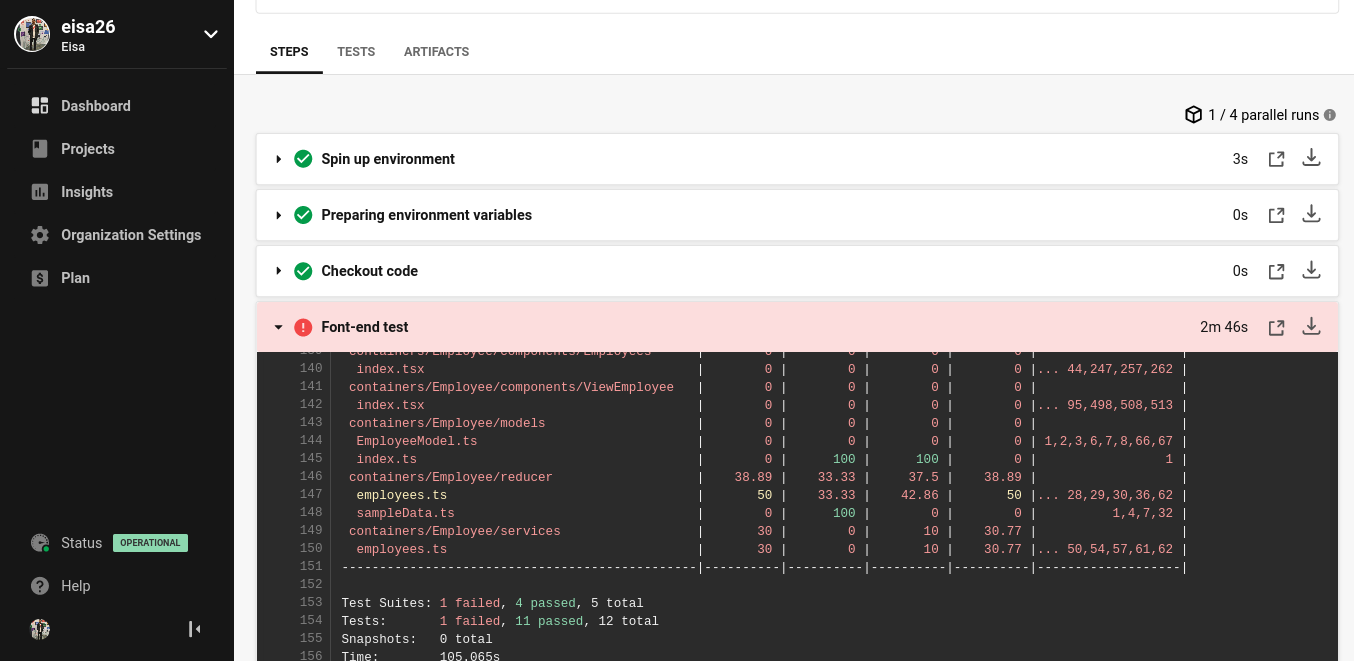 eisa26
Eisa
Dashboard
Projects
Insights
Organization Settings
Plan
Status OPERATIONAL
Help
STEPS TESTS ARTIFACTS
1 / 4 parallel runs
Spin up environment 3s
Preparing environment variables 0s
Checkout code 0s
Font-end test 2m 46s
139 containers/Employee/components/Employees | 0 | 0 | 0 | 0 | |
140 index.tsx | 0 | 0 | 0 | 0 |... 44,247,257,262 |
141 containers/Employee/components/ViewEmployee | 0 | 0 | 0 | 0 | |
142 index.tsx | 0 | 0 | 0 | 0 |... 95,498,508,513 |
143 containers/Employee/models | 0 | 0 | 0 | 0 | |
144 EmployeeModel.ts | 0 | 0 | 0 | 0 | 1,2,3,6,7,8,66,67 |
145 index.ts | 0 | 100 | 100 | 0 | 1 |
146 containers/Employee/reducer | 38.89 | 33.33 | 37.5 | 38.89 | |
147 employees.ts | 50 | 33.33 | 42.86 | 50 |... 28,29,30,36,62 |
148 sampleData.ts | 0 | 100 | 0 | 0 | 1,4,7,32 |
149 containers/Employee/services | 30 | 0 | 10 | 30.77 | |
150 employees.ts | 30 | 0 | 10 | 30.77 |... 50,54,57,61,62 |
151 -----------------------------------------------|----------|----------|----------|----------|-------------------|
152
153 Test Suites: 1 failed, 4 passed, 5 total
154 Tests: 1 failed, 11 passed, 12 total
155 Snapshots: 0 total
156 Time: 105.065s